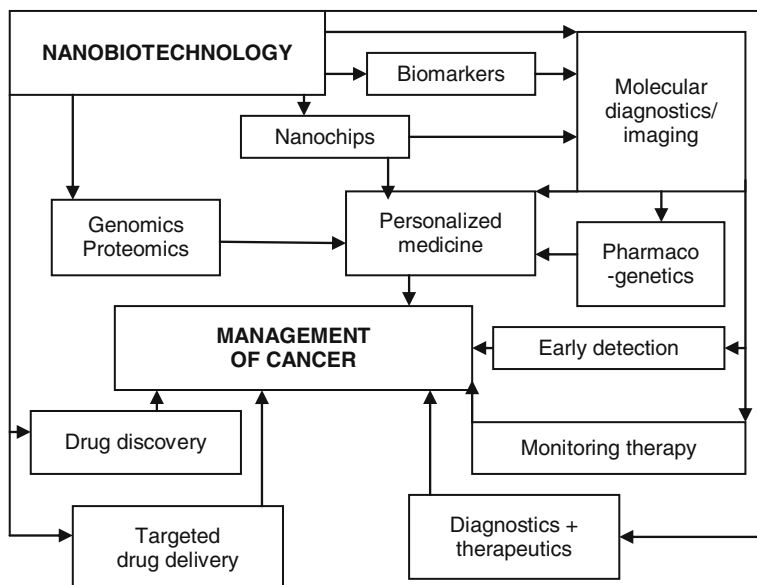 NANOBIOTECHNOLOGY
Biomarkers
Molecular
diagnostics/
imaging
Nanochips
Genomics
Proteomics
Personalized
medicine
Pharmaco
-genetics
MANAGEMENT
OF CANCER
Early detection
Drug discovery
Monitoring therapy
Targeted
drug delivery
Diagnostics +
therapeutics